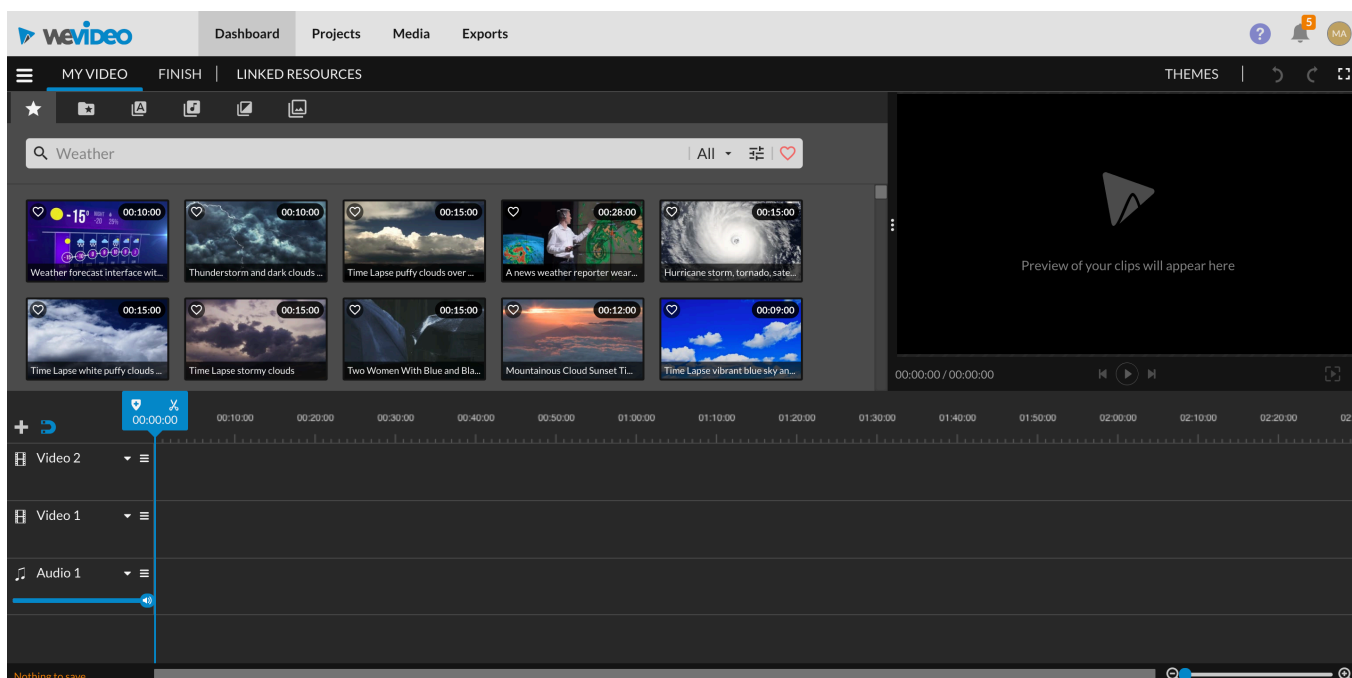 WeVideo
Dashboard
Projects
Media
Exports
?
5
MA
MY VIDEO
FINISH
LINKED RESOURCES
THEMES
Weather
All
-15°
00:10:00
00:10:00
00:15:00
00:28:00
00:15:00
Weather forecast interface wit...
Thunderstorm and dark clouds ...
Time Lapse puffy clouds over ...
A news weather reporter wear...
Hurricane storm, tornado, sate...
Preview of your clips will appear here
00:15:00
00:15:00
00:15:00
00:12:00
00:09:00
Time Lapse white puffy clouds ...
Time Lapse stormy clouds
Two Women With Blue and Bla...
Mountainous Cloud Sunset Ti...
Time Lapse vibrant blue sky an...
00:00:00 / 00:00:00
00:00:00
00:10:00
00:20:00
00:30:00
00:40:00
00:50:00
01:00:00
01:10:00
01:20:00
01:30:00
01:40:00
01:50:00
02:00:00
02:10:00
02:20:00
02
Video 2
Video 1
Audio 1
Nothing to save